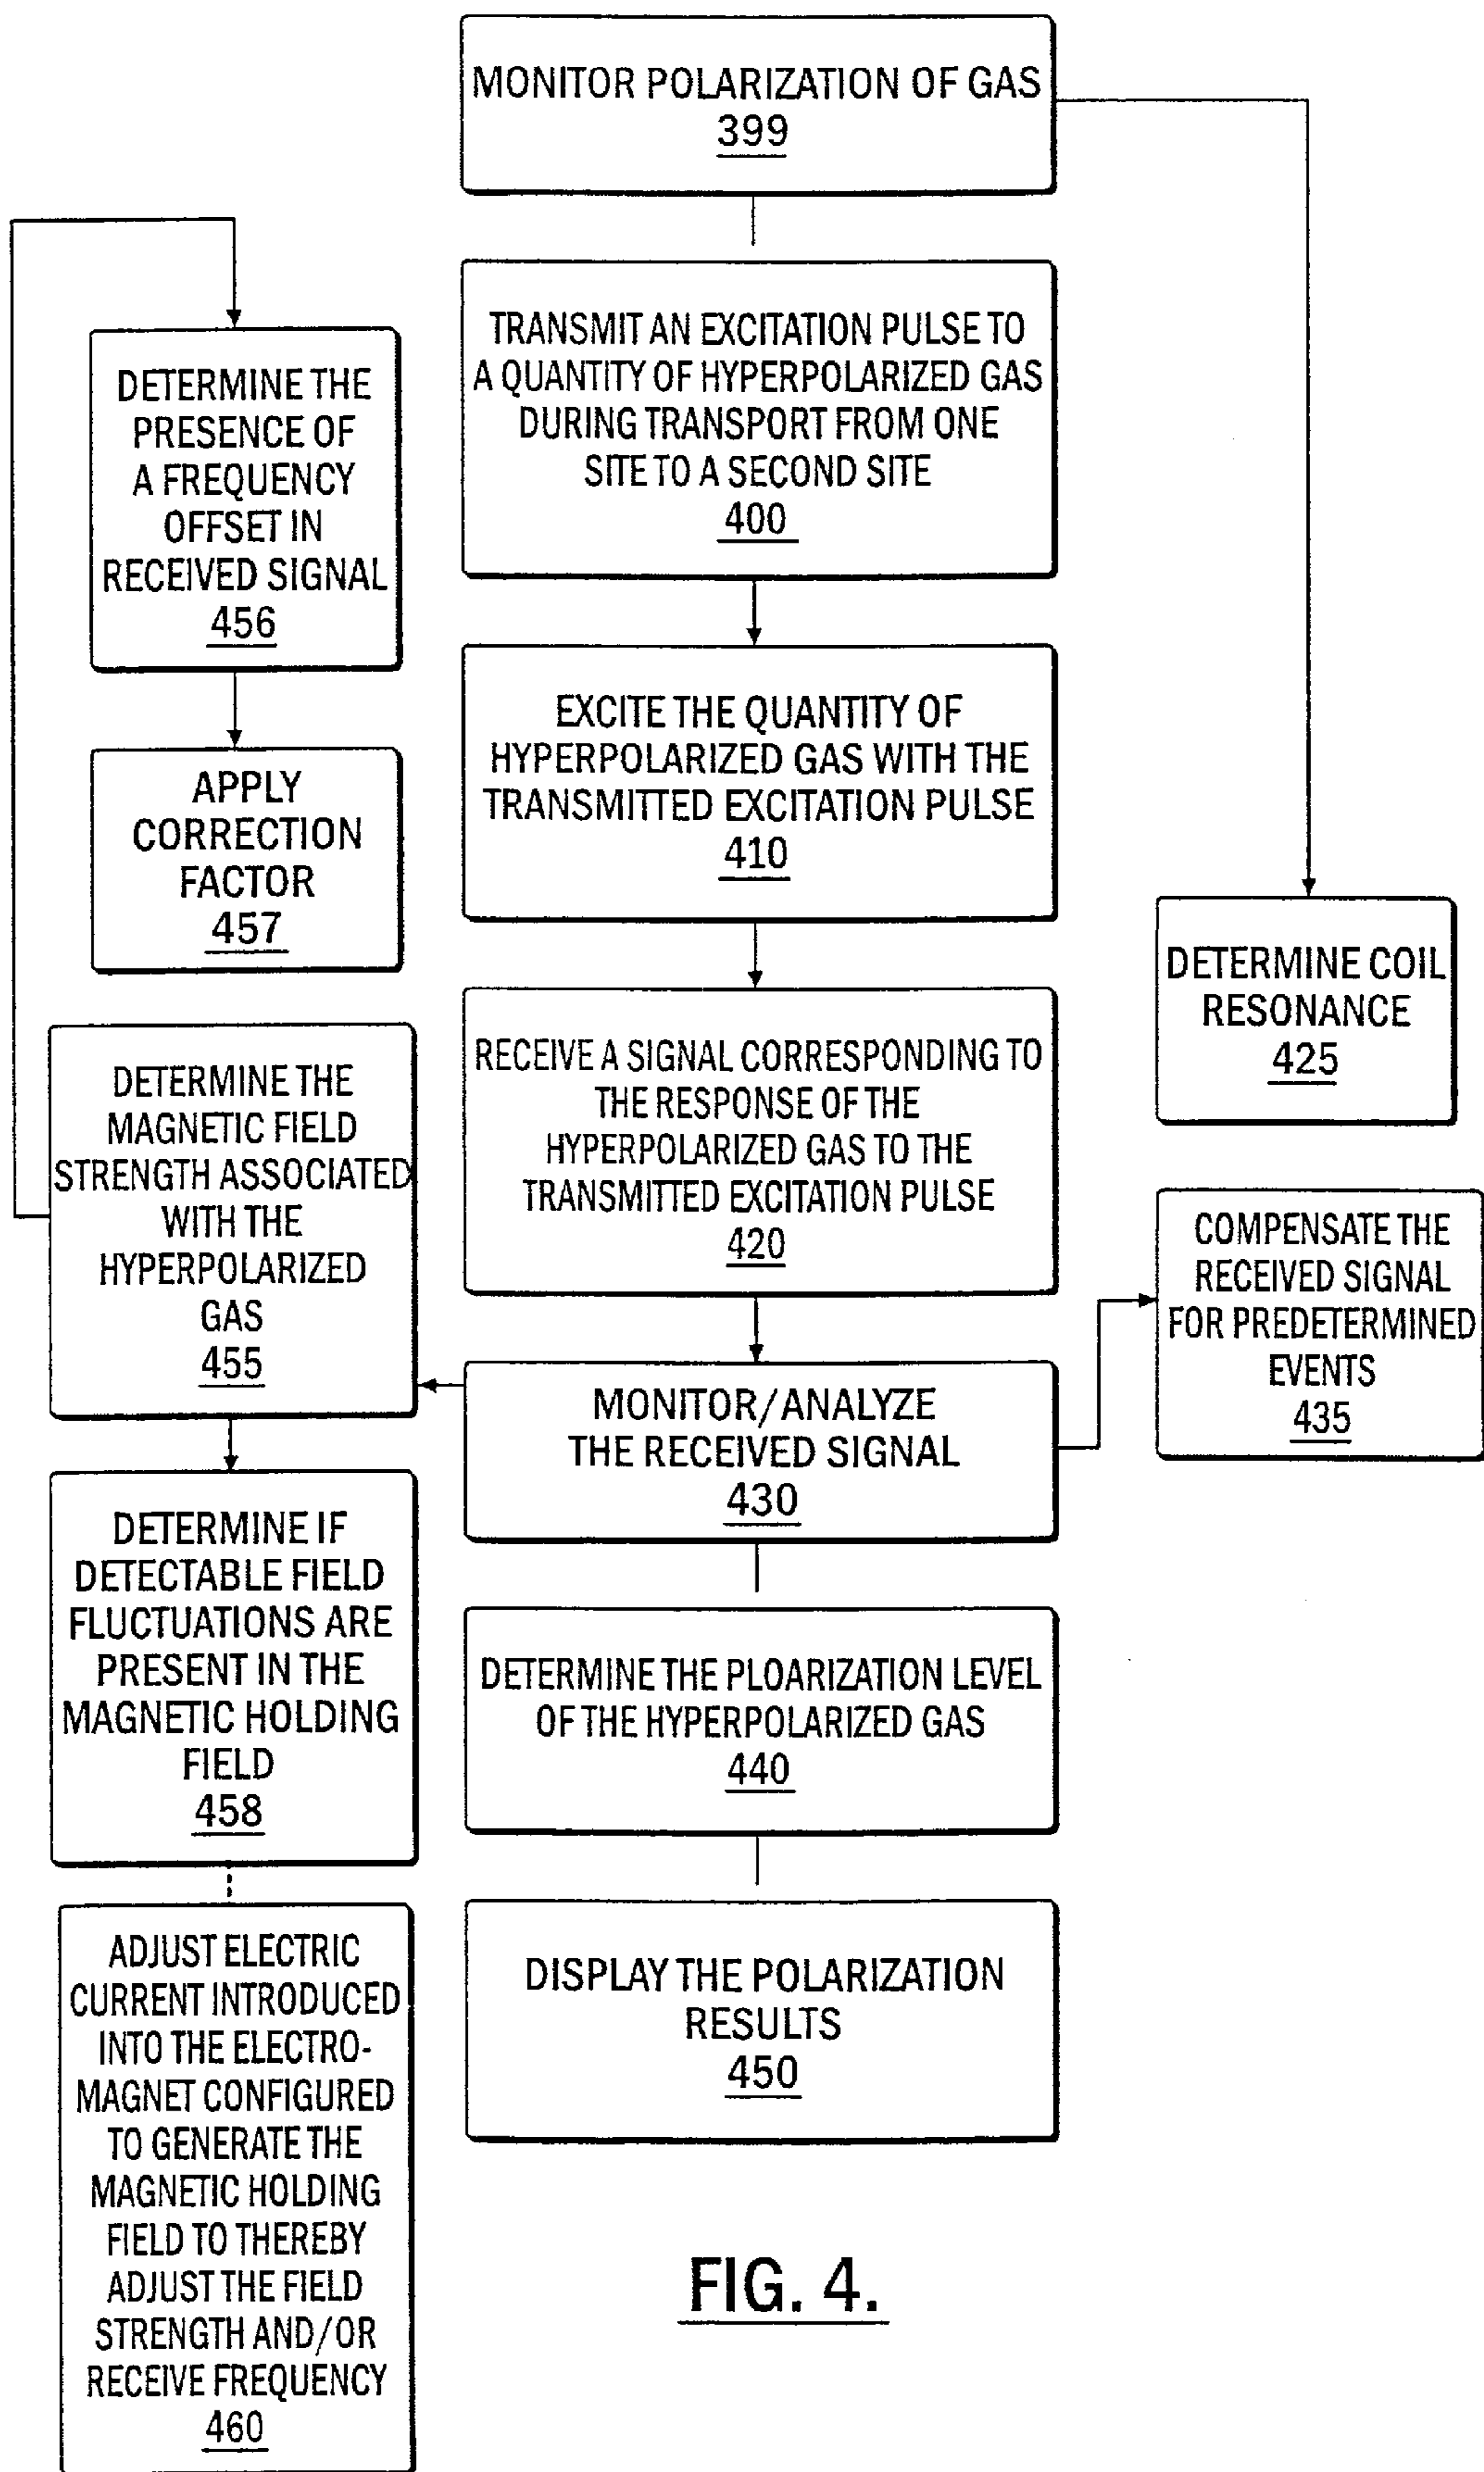 MONITOR POLARIZATION OF GAS
399
TRANSMIT AN EXCITATION PULSE TO
A QUANTITY OF HYPERPOLARIZED GAS
DURING TRANSPORT FROM ONE
SITE TO A SECOND SITE
400
EXCITE THE QUANTITY OF
HYPERPOLARIZED GAS WITH THE
TRANSMITTED EXCITATION PULSE
410
RECEIVE A SIGNAL CORRESPONDING TO
THE RESPONSE OF THE
HYPERPOLARIZED GAS TO THE
TRANSMITTED EXCITATION PULSE
420
MONITOR/ANALYZE
THE RECEIVED SIGNAL
430
DETERMINE THE PLOARIZATION LEVEL
OF THE HYPERPOLARIZED GAS
440
DISPLAY THE POLARIZATION
RESULTS
450
DETERMINE THE
PRESENCE OF
A FREQUENCY
OFFSET IN
RECEIVED SIGNAL
456
APPLY
CORRECTION
FACTOR
457
DETERMINE THE
MAGNETIC FIELD
STRENGTH ASSOCIATED
WITH THE
HYPERPOLARIZED
GAS
455
DETERMINE IF
DETECTABLE FIELD
FLUCTUATIONS ARE
PRESENT IN THE
MAGNETIC HOLDING
FIELD
458
ADJUST ELECTRIC
CURRENT INTRODUCED
INTO THE ELECTRO-
MAGNET CONFIGURED
TO GENERATE THE
MAGNETIC HOLDING
FIELD TO THEREBY
ADJUST THE FIELD
STRENGTH AND/OR
RECEIVE FREQUENCY
460
DETERMINE COIL
RESONANCE
425
COMPENSATE THE
RECEIVED SIGNAL
FOR PREDETERMINED
EVENTS
435
FIG. 4.